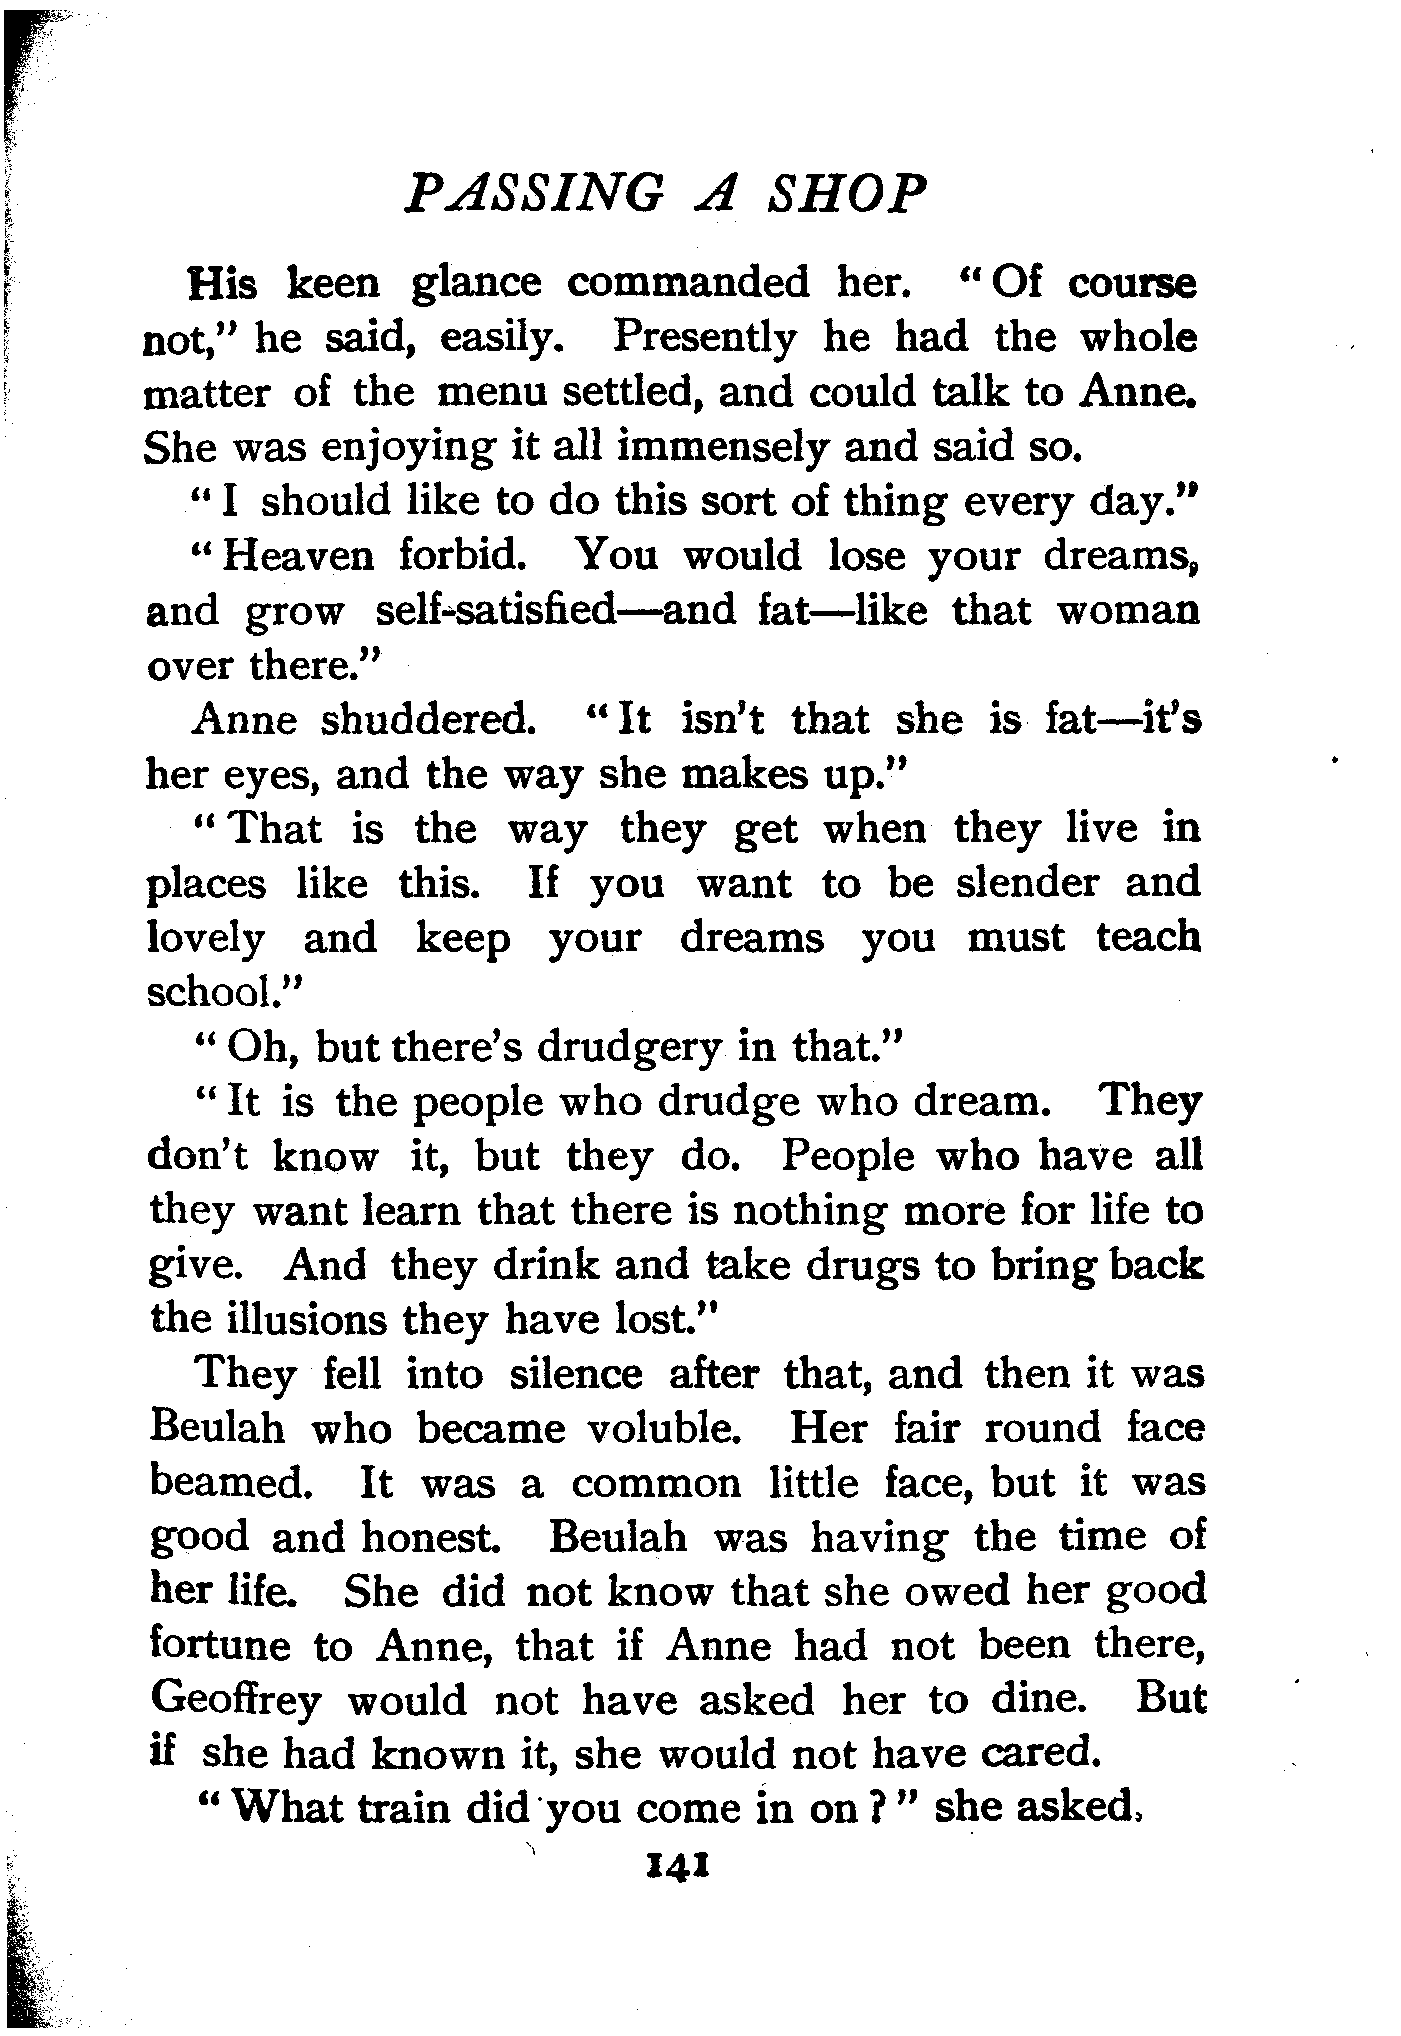 PASSING A SHOP
His keen glance commanded her. "Of course
not," he said, easily. Presently he had the whole
matter of the menu settled, and could talk to Anne.
She was enjoying it all immensely and said so.
"I should like to do this sort of thing every day."
"Heaven forbid. You would lose your dreams,
and grow self-satisfied—and fat—like that woman
over there."
Anne shuddered. "It isn't that she is fat—it's
her eyes, and the way she makes up."
"That is the way they get when they live in
places like this. If you want to be slender and
lovely and keep your dreams you must teach
school."
"Oh, but there's drudgery in that."
"It is the people who drudge who dream. They
don't know it, but they do. People who have all
they want learn that there is nothing more for life to
give. And they drink and take drugs to bring back
the illusions they have lost."
They fell into silence after that, and then it was
Beulah who became voluble. Her fair round face
beamed. It was a common little face, but it was
good and honest. Beulah was having the time of
her life. She did not know that she owed her good
fortune to Anne, that if Anne had not been there,
Geoffrey would not have asked her to dine. But
if she had known it, she would not have cared.
"What train did you come in on?" she asked,
141